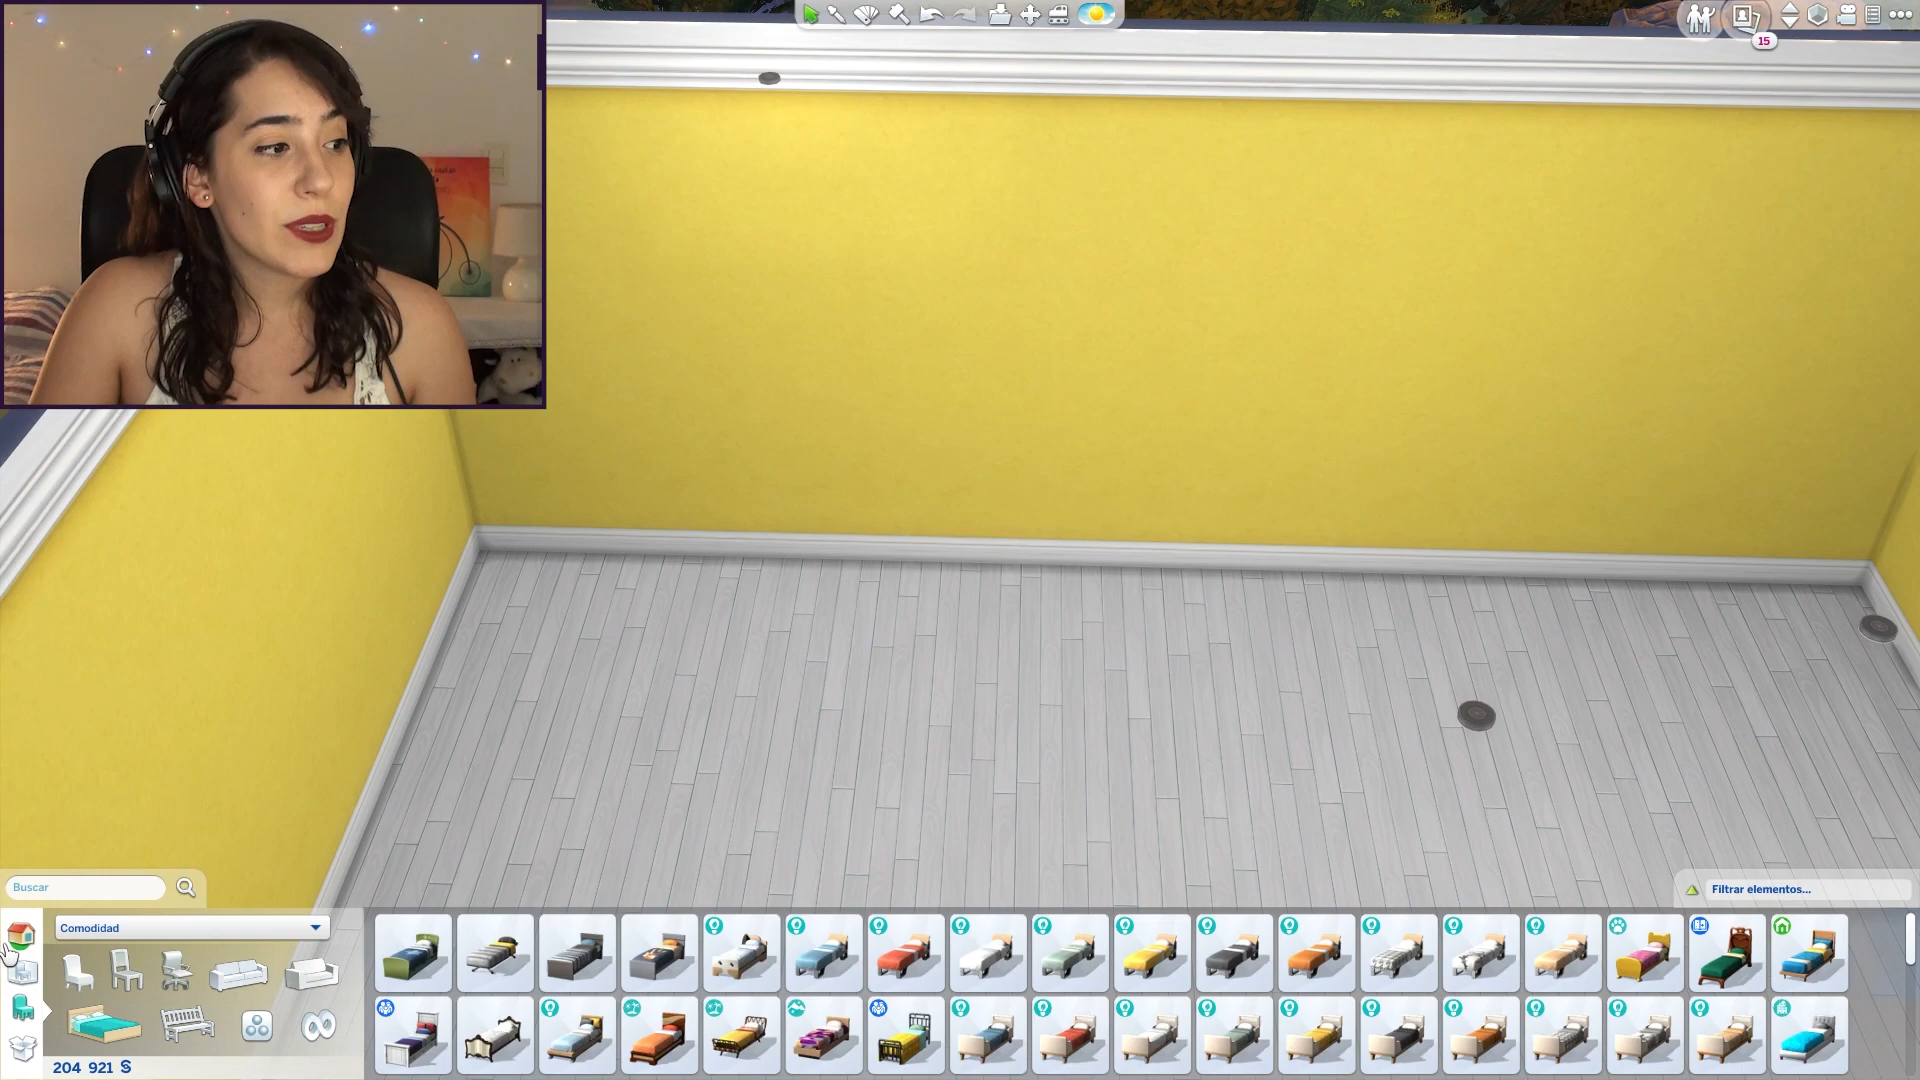 15
Buscar
Filtrar elementos...
Comodidad
204 921 §